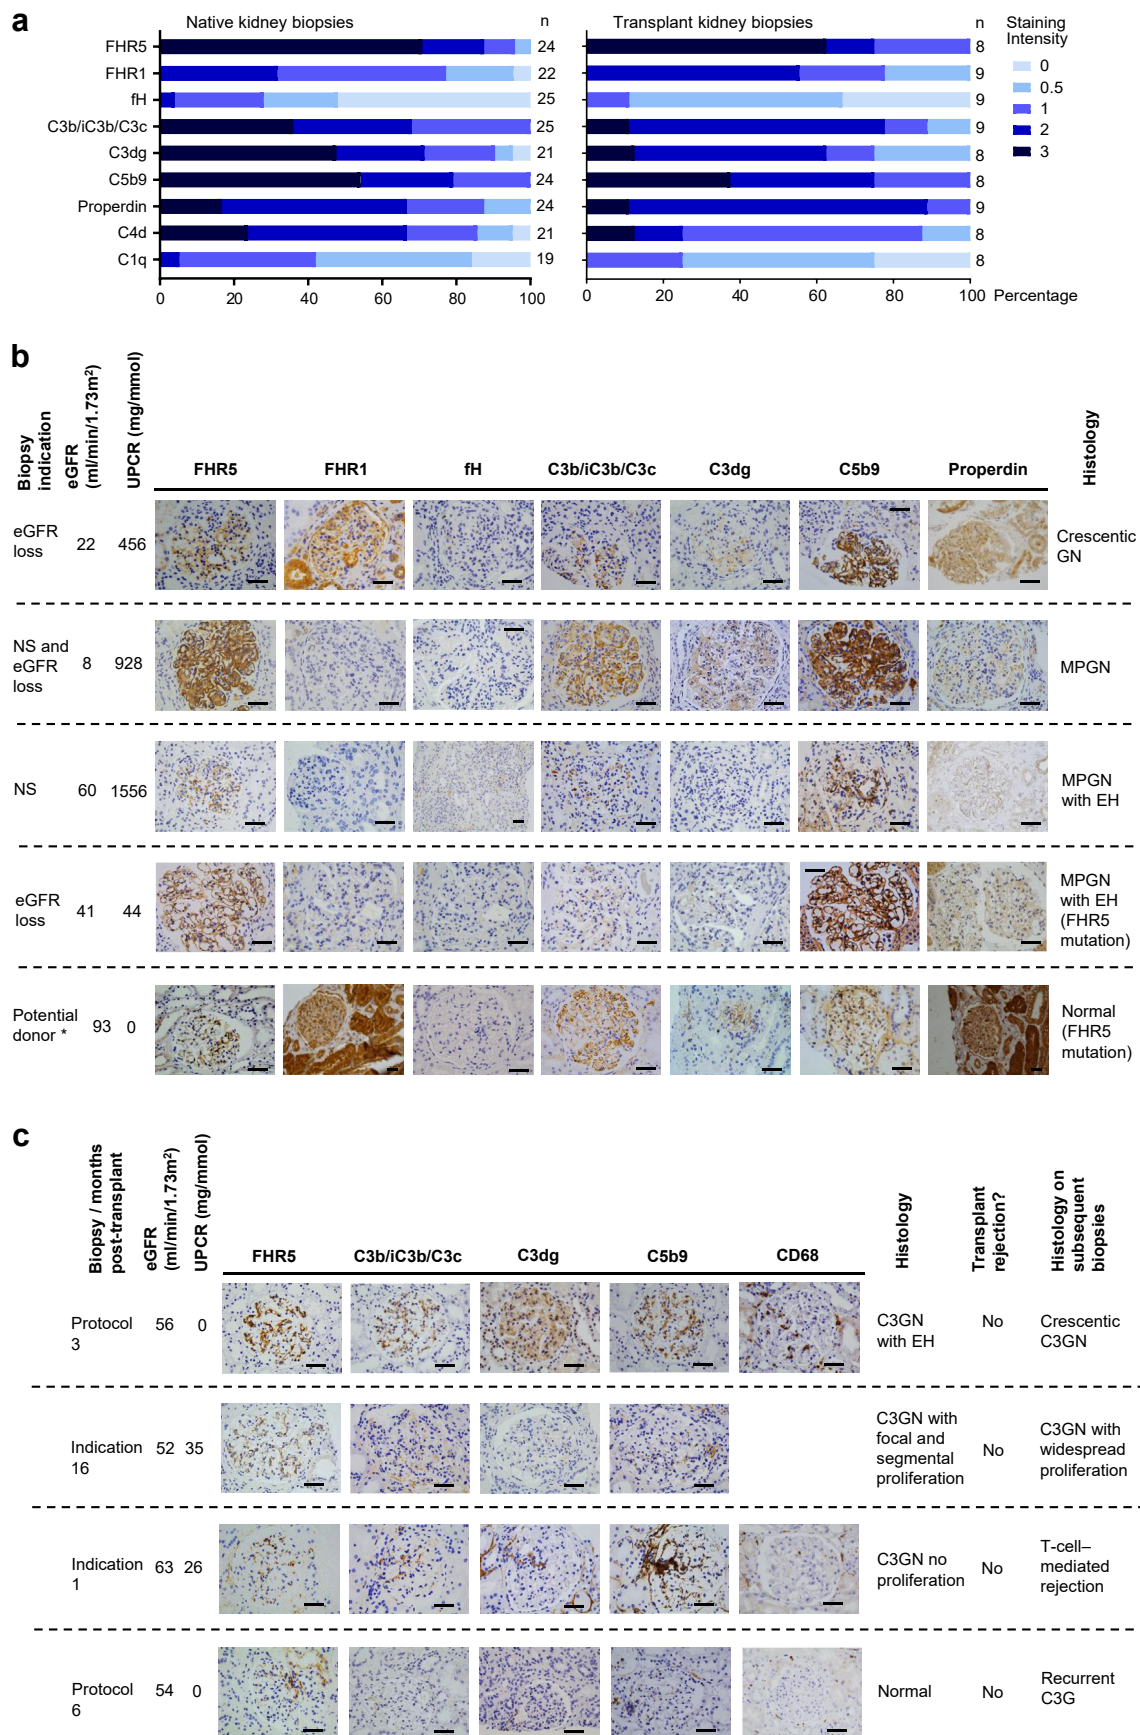 a
Native kidney biopsies
n
Transplant kidney biopsies
n
Staining
Intensity
FHR5
24
8
0
FHR1
22
9
0.5
fH
25
9
1
C3b/iC3b/C3c
25
9
2
C3dg
21
8
3
C5b9
24
8
Properdin
24
9
C4d
21
8
C1q
19
8
0 20 40 60 80 100
0 20 40 60 80 100
Percentage
b
Biopsy
indication
eGFR
(ml/min/1.73m²)
UPCR (mg/mmol)
FHR5
FHR1
fH
C3b/iC3b/C3c
C3dg
C5b9
Properdin
Histology
eGFR
loss
22
456
Crescentic
GN
NS and
eGFR
loss
8
928
MPGN
NS
60
1556
MPGN
with EH
eGFR
loss
41
44
MPGN
with EH
(FHR5
mutation)
Potential
donor *
93
0
Normal
(FHR5
mutation)
c
Biopsy / months
post-transplant
eGFR
(ml/min/1.73m²)
UPCR (mg/mmol)
FHR5
C3b/iC3b/C3c
C3dg
C5b9
CD68
Histology
Transplant
rejection?
Histology on
subsequent
biopsies
Protocol
3
56
0
C3GN
with EH
No
Crescentic
C3GN
Indication
16
52
35
C3GN with
focal and
segmental
proliferation
No
C3GN with
widespread
proliferation
Indication
1
63
26
C3GN no
proliferation
No
T-cell–
mediated
rejection
Protocol
6
54
0
Normal
No
Recurrent
C3G